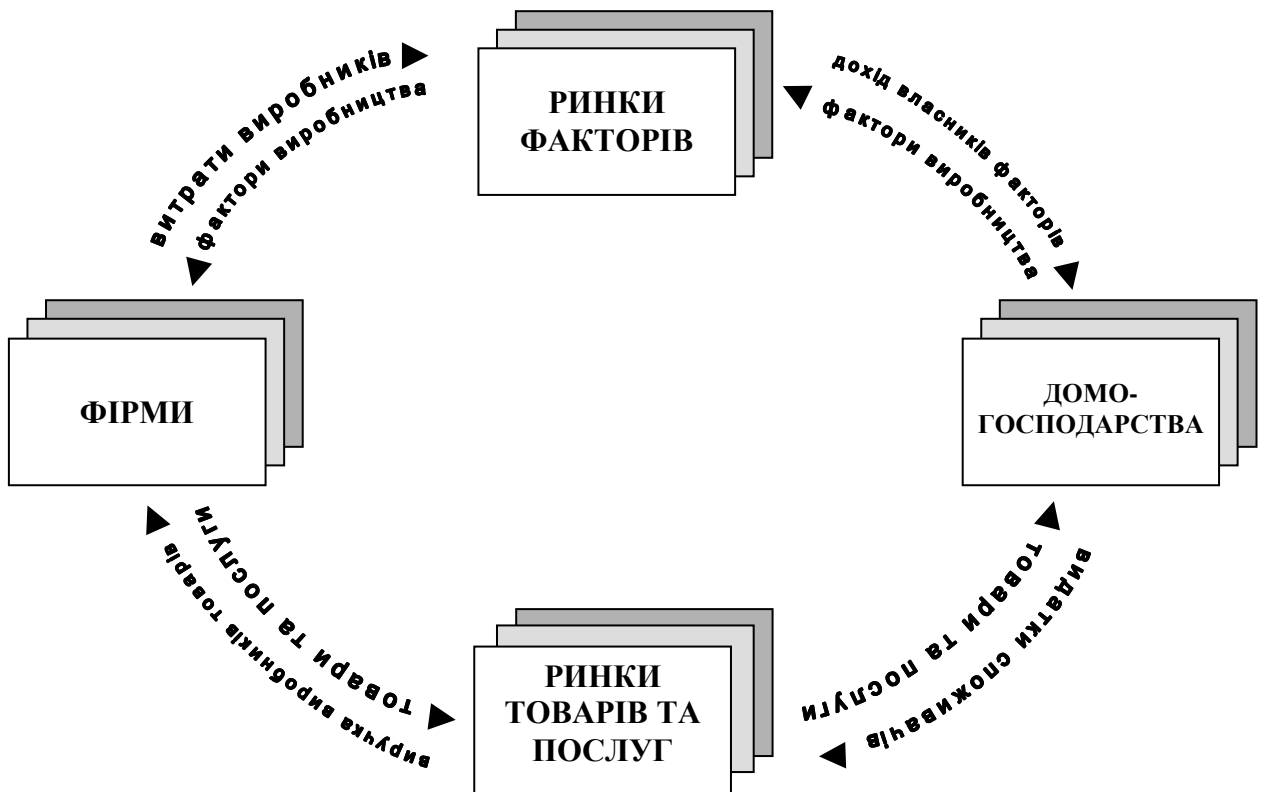 РИНКИ
ФАКТОРІВ
витрати виробників
фактори виробництва
дохід власників факторів
фактори виробництва
ФІРМИ
ДОМО-
ГОСПОДАРСТВА
товари та послуги
виручка виробників товарів
товари та послуги
видатки споживачів
РИНКИ
ТОВАРІВ ТА
ПОСЛУГ